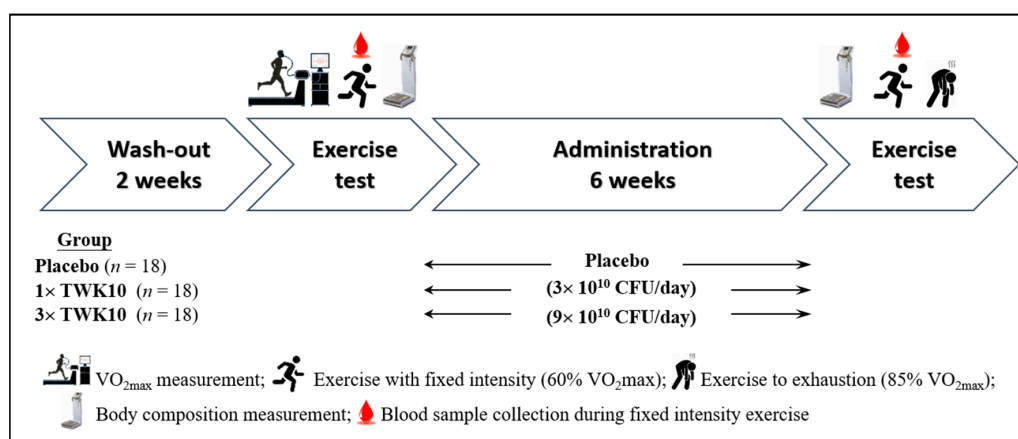 Wash-out
2 weeks
Exercise
test
Administration
6 weeks
Exercise
test
Group
Placebo (n = 18)
Placebo
1× TWK10 (n = 18)
(3× 10¹⁰ CFU/day)
3× TWK10 (n = 18)
(9× 10¹⁰ CFU/day)
VO₂max measurement; Exercise with fixed intensity (60% VO₂max); Exercise to exhaustion (85% VO₂max);
Body composition measurement; Blood sample collection during fixed intensity exercise